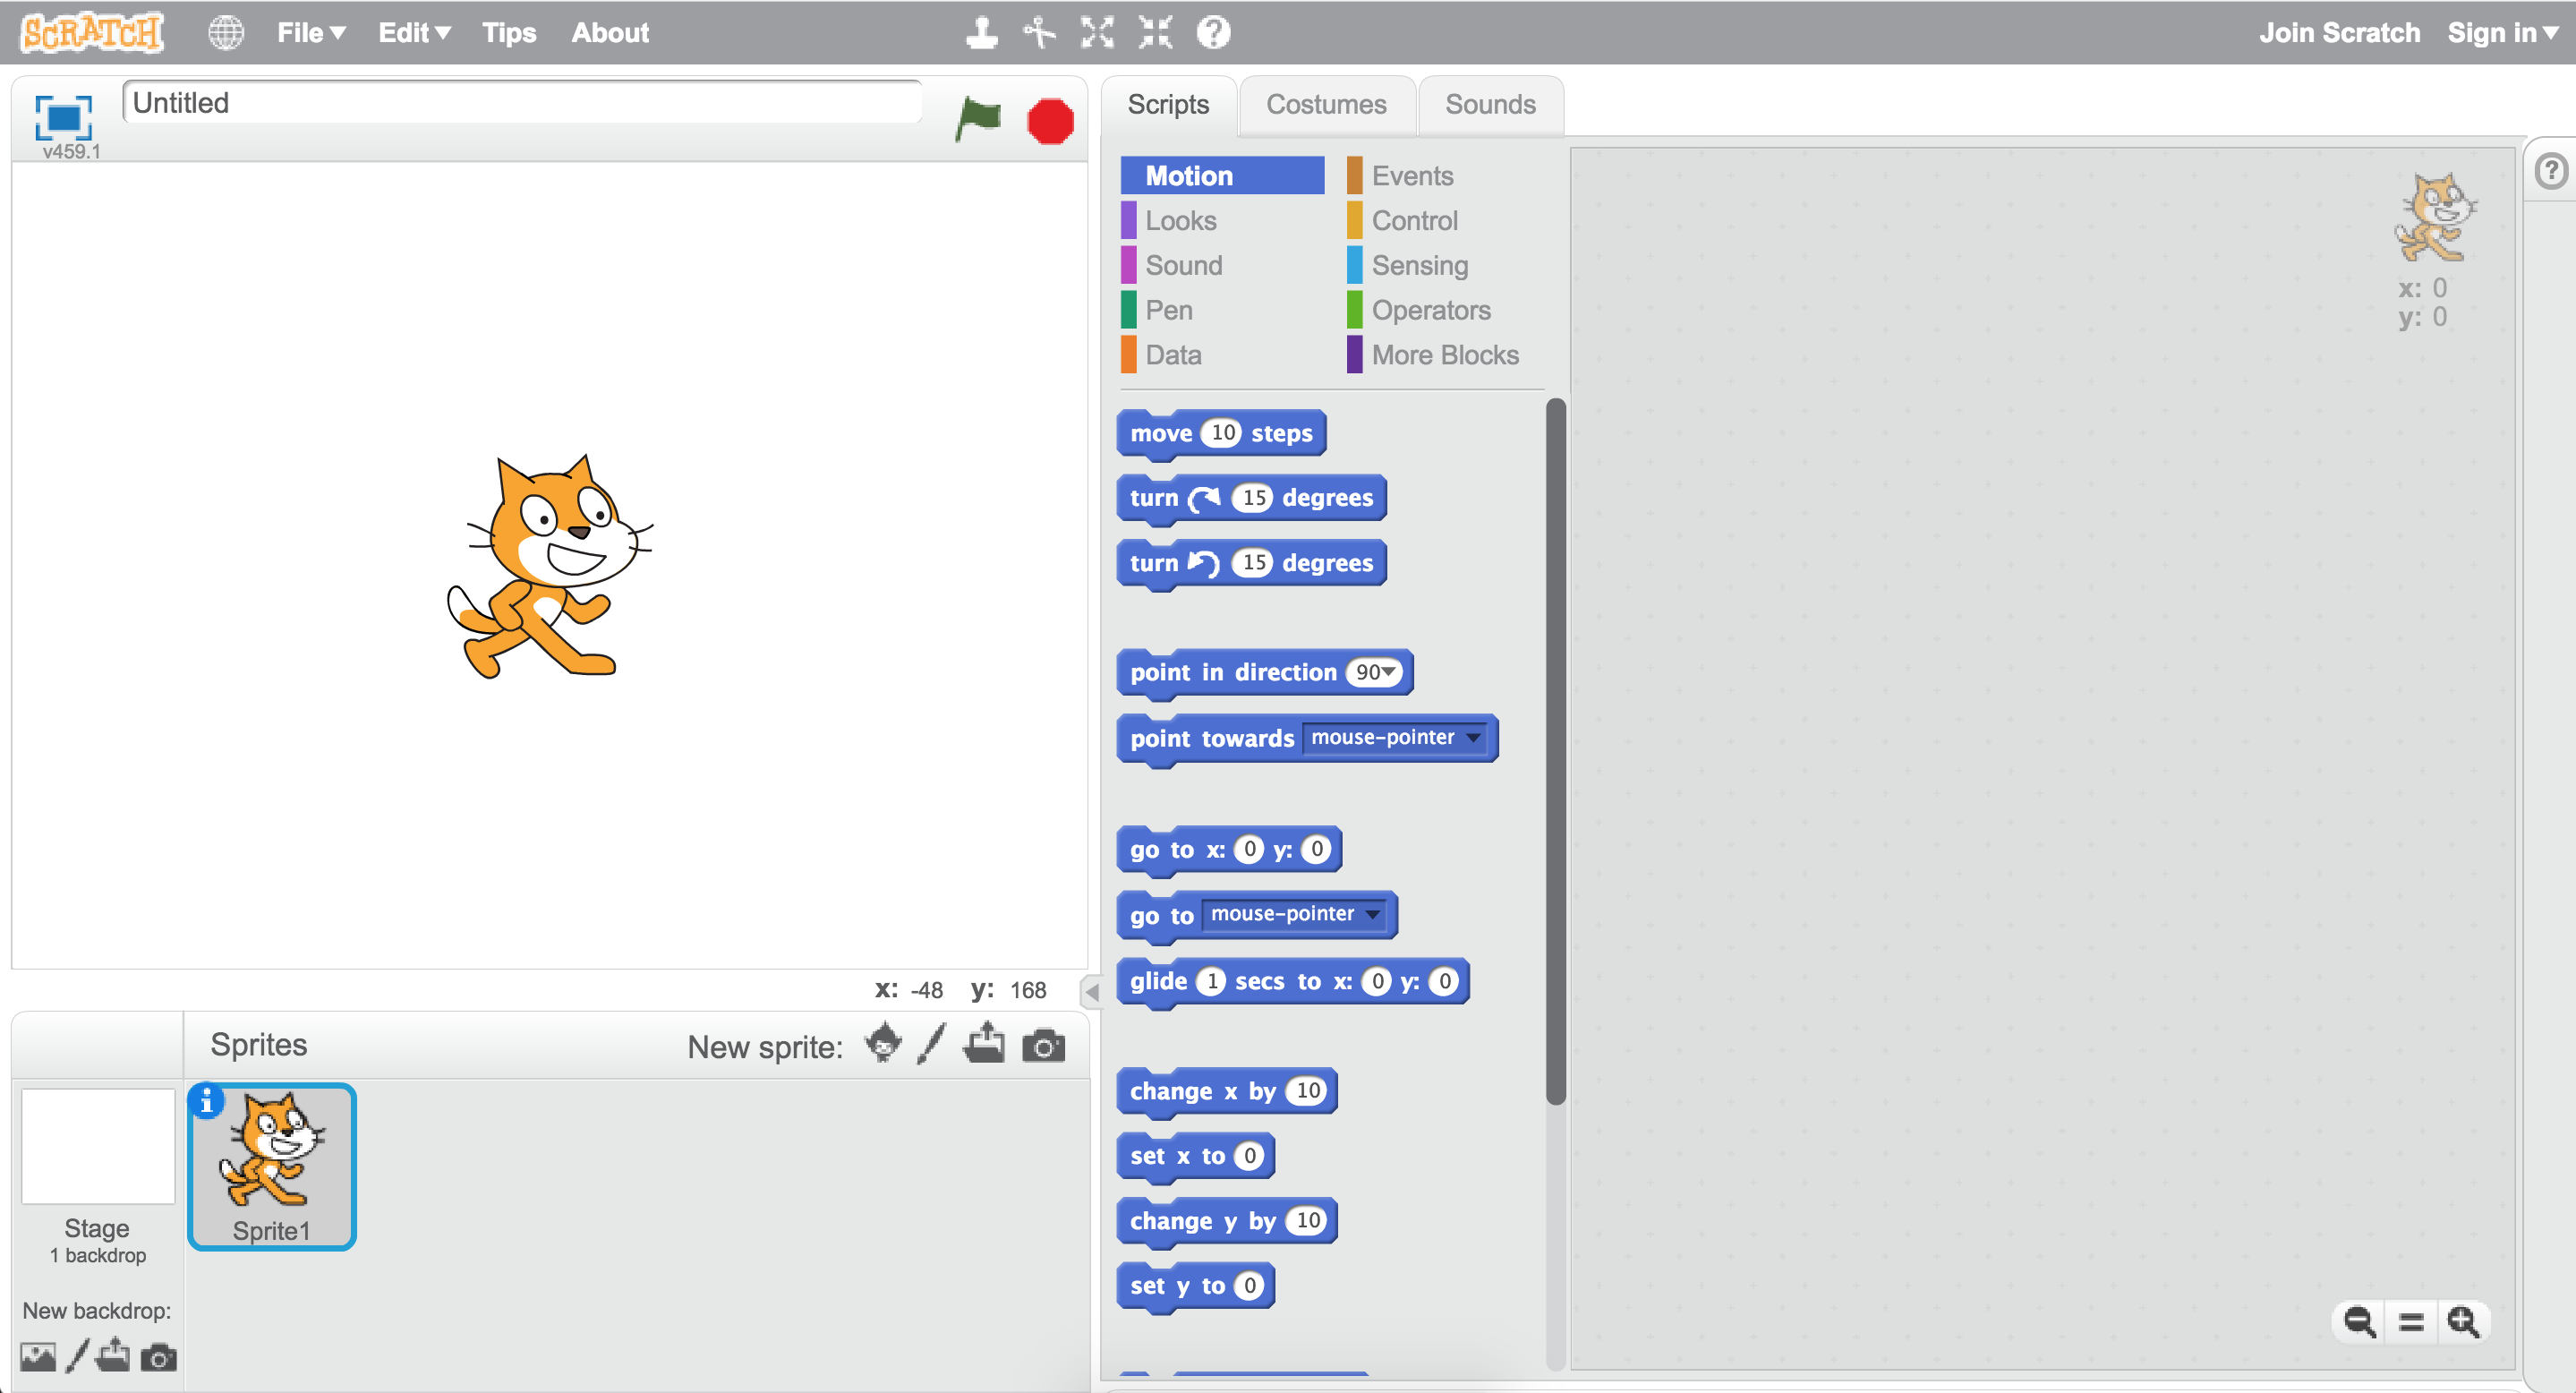 SCRATCH File Edit Tips About Join Scratch Sign in
Untitled
v459.1
Scripts Costumes Sounds
Motion Events
Looks Control
Sound Sensing
Pen Operators
Data More Blocks
x: 0
y: 0
move 10 steps
turn 15 degrees
turn 15 degrees
point in direction 90
point towards mouse-pointer
go to x: 0 y: 0
go to mouse-pointer
glide 1 secs to x: 0 y: 0
change x by 10
set x to 0
change y by 10
set y to 0
x: -48 y: 168
Sprites New sprite:
Sprite1
Stage
1 backdrop
New backdrop: